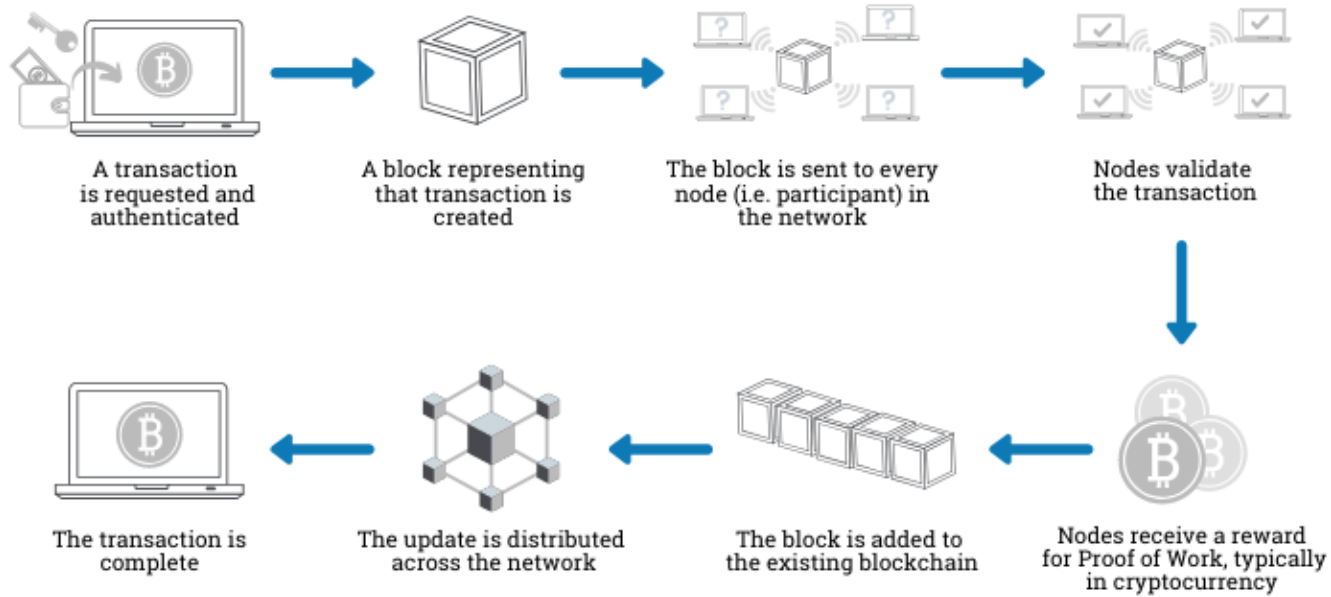 A transaction
is requested and
authenticated
A block representing
that transaction is
created
The block is sent to every
node (i.e. participant) in
the network
Nodes validate
the transaction
Nodes receive a reward
for Proof of Work, typically
in cryptocurrency
The block is added to
the existing blockchain
The update is distributed
across the network
The transaction is
complete